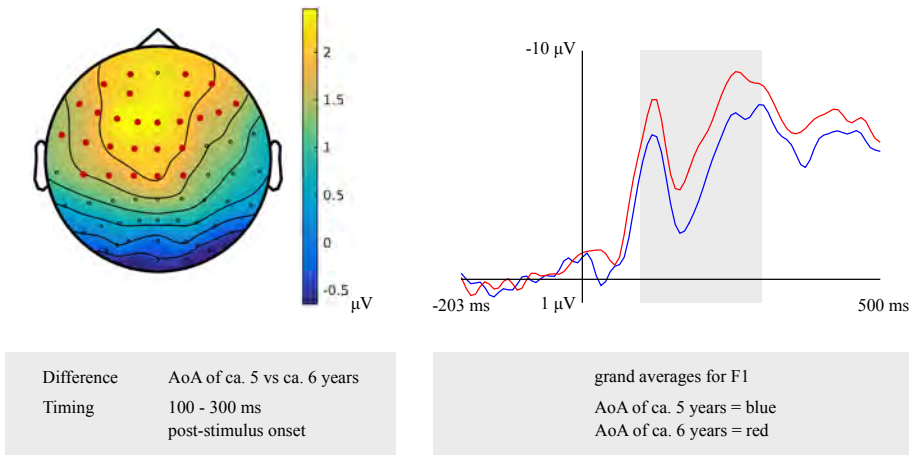 2
1.5
1
0.5
0
-0.5
μV
-10 μV
-203 ms
1 μV
500 ms
Difference AoA of ca. 5 vs ca. 6 years
Timing 100 - 300 ms
post-stimulus onset
grand averages for F1
AoA of ca. 5 years = blue
AoA of ca. 6 years = red